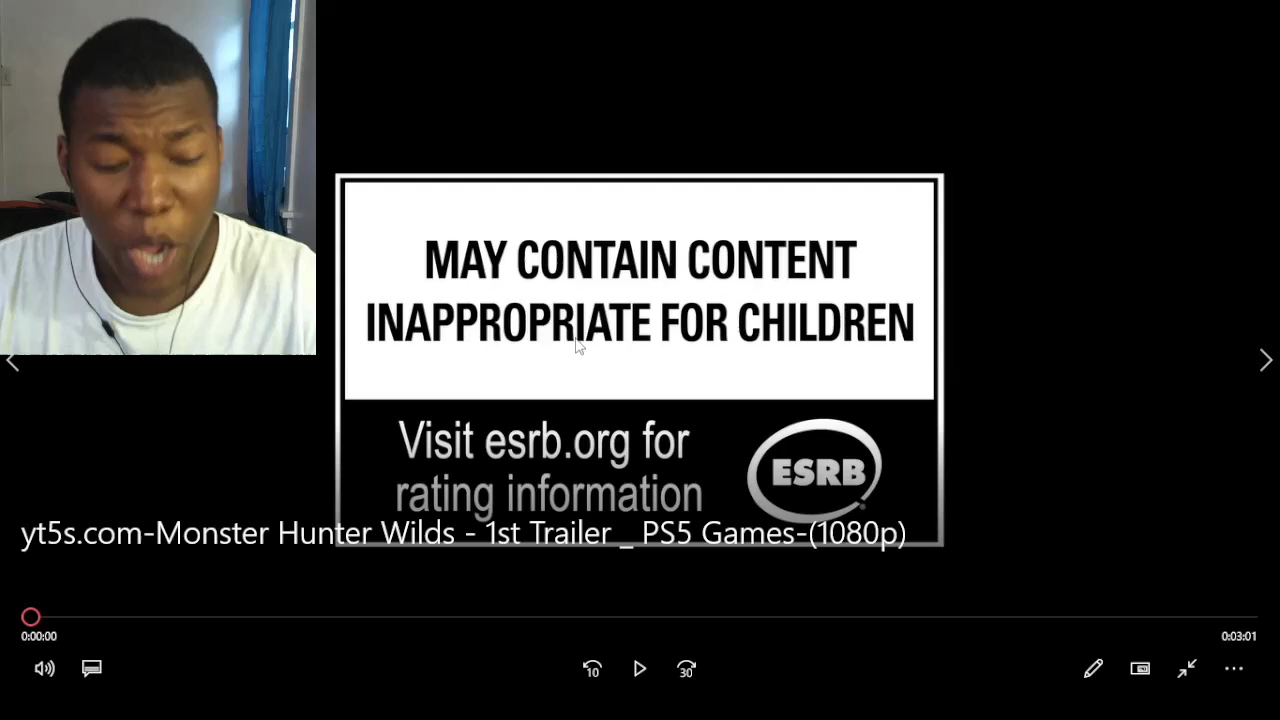 MAY CONTAIN CONTENT
INAPPROPRIATE FOR CHILDREN
Visit esrb.org for
rating information
ESRB
yt5s.com-Monster Hunter Wilds - 1st Trailer _ PS5 Games-(1080p)
0:00:00
0:03:01
10
30